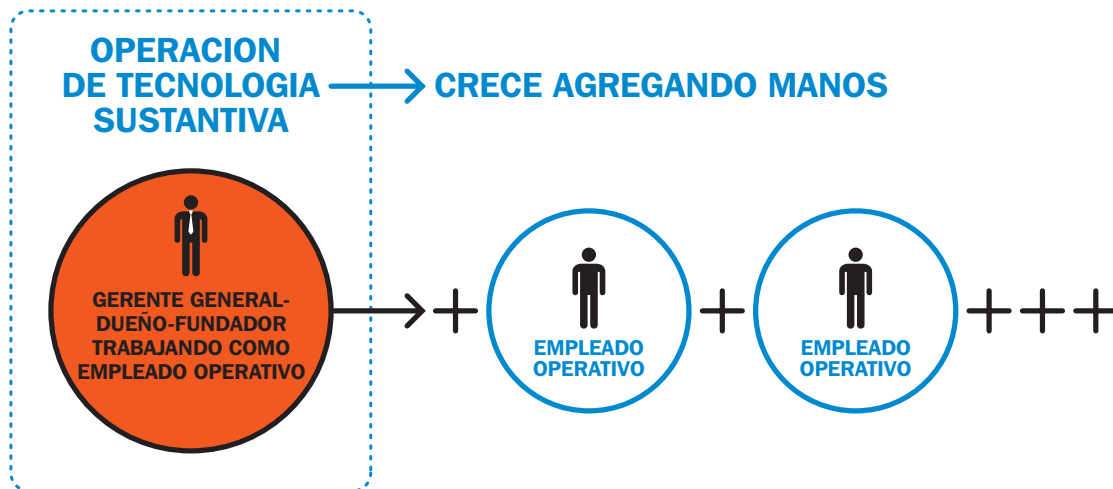 OPERACION
DE TECNOLOGIA
SUSTANTIVA
CRECE AGREGANDO MANOS
GERENTE GENERAL-
DUEÑO-FUNDADOR
TRABAJANDO COMO
EMPLEADO OPERATIVO
+
EMPLEADO
OPERATIVO
+
EMPLEADO
OPERATIVO
+++